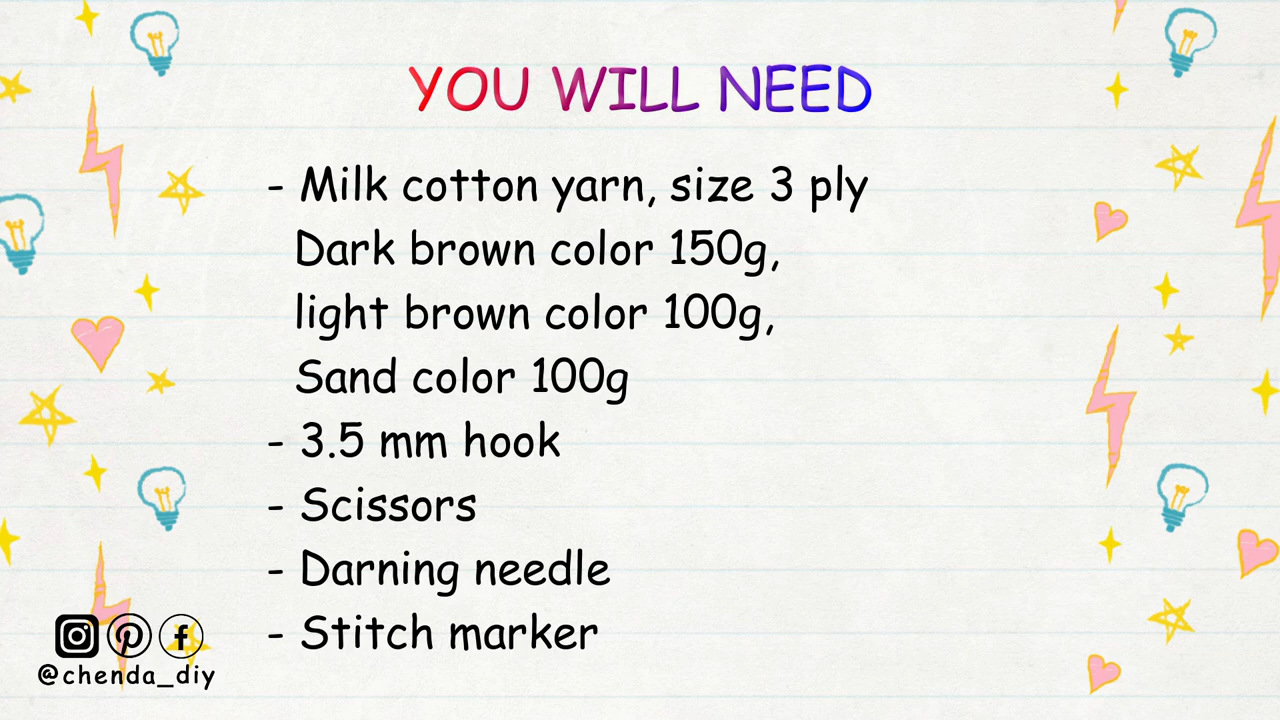 YOU WILL NEED
- Milk cotton yarn, size 3 ply
Dark brown color 150g,
light brown color 100g,
Sand color 100g
- 3.5 mm hook
- Scissors
- Darning needle
- Stitch marker
@chenda_diy